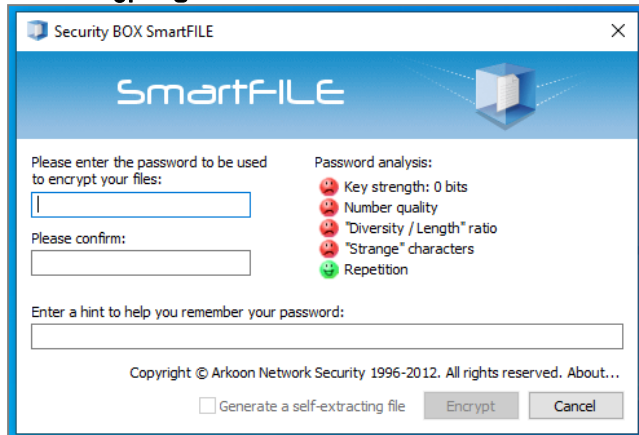 Security BOX SmartFILE
SmartFILE
Please enter the password to be used
to encrypt your files:
Please confirm:
Password analysis:
Key strength: 0 bits
Number quality
"Diversity / Length" ratio
"Strange" characters
Repetition
Enter a hint to help you remember your password:
Copyright © Arkoon Network Security 1996-2012. All rights reserved. About...
Generate a self-extracting file
Encrypt
Cancel